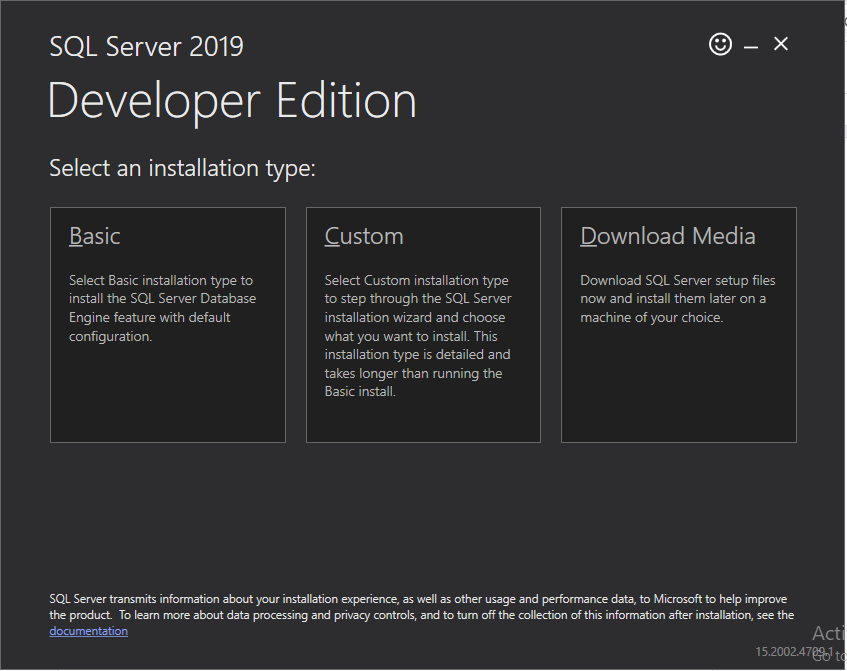 SQL Server 2019
Developer Edition
Select an installation type:
Basic
Select Basic installation type to
install the SQL Server Database
Engine feature with default
configuration.
Custom
Select Custom installation type
to step through the SQL Server
installation wizard and choose
what you want to install. This
installation type is detailed and
takes longer than running the
Basic install.
Download Media
Download SQL Server setup files
now and install them later on a
machine of your choice.
SQL Server transmits information about your installation experience, as well as other usage and performance data, to Microsoft to help improve
the product.  To learn more about data processing and privacy controls, and to turn off the collection of this information after installation, see the
documentation
Acti
15.2002.4709.1
Go to